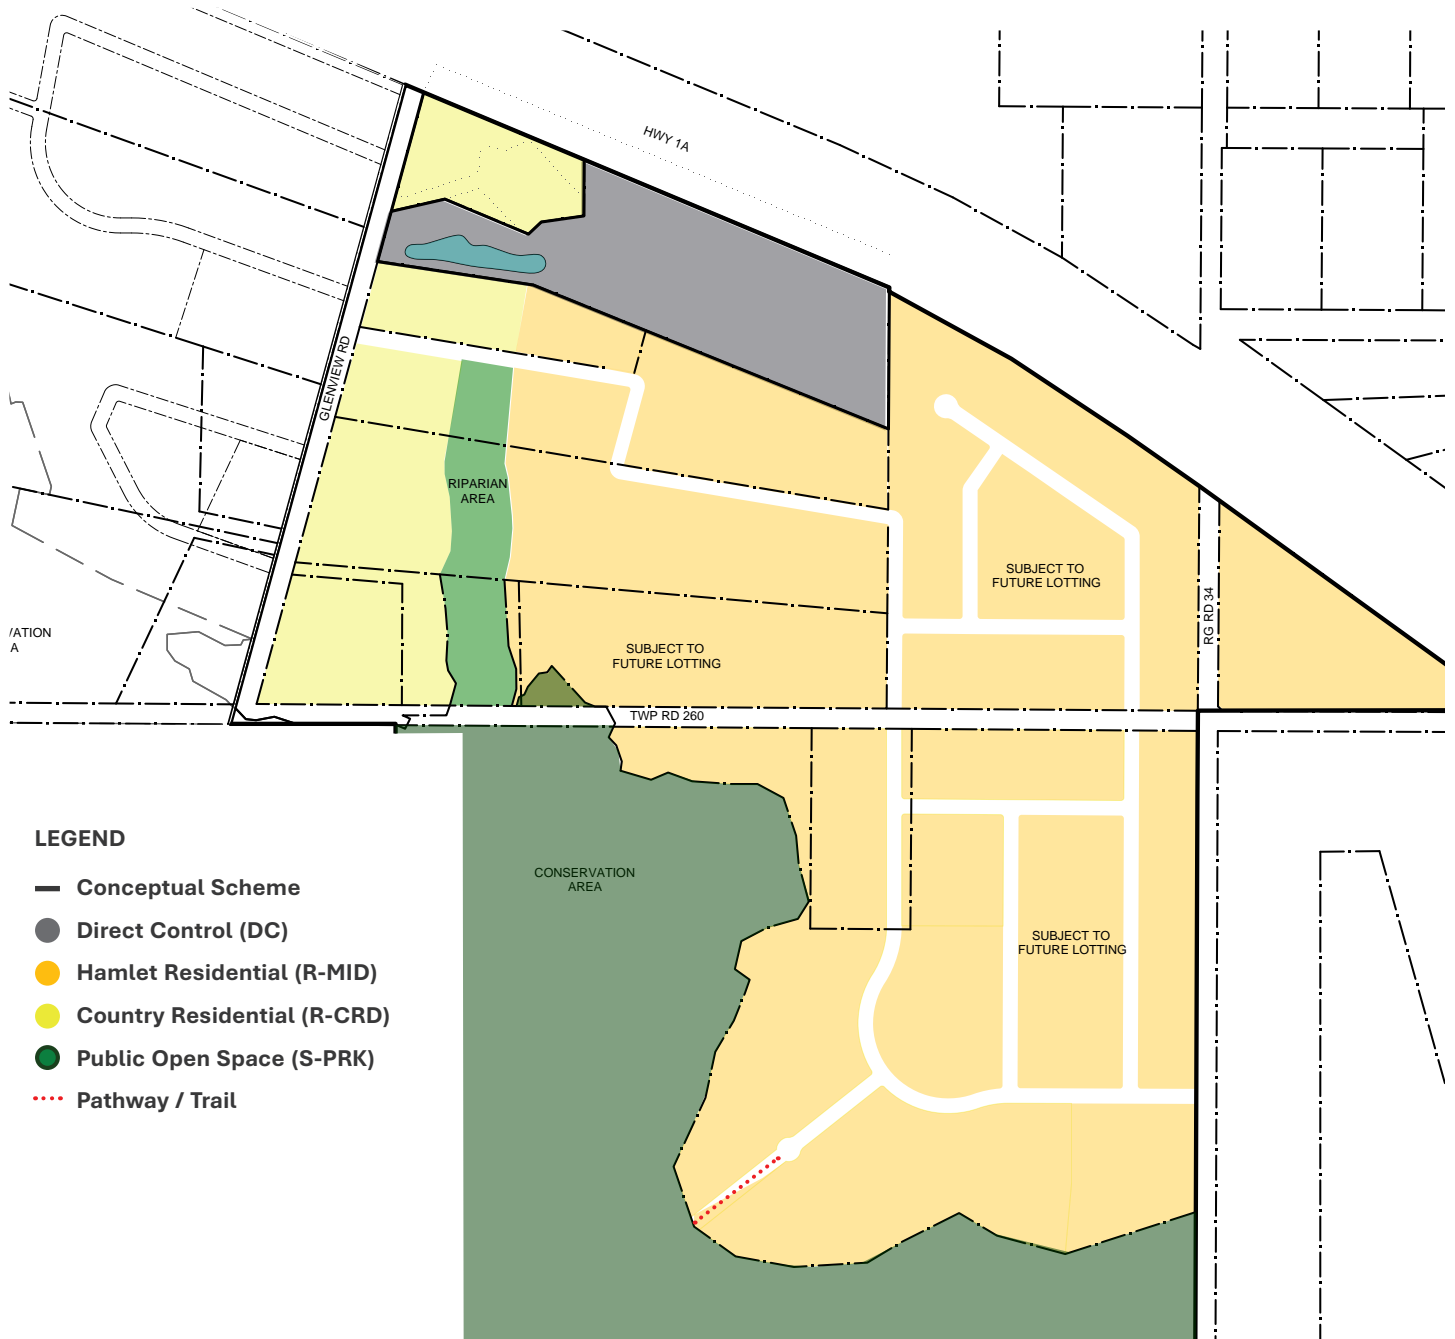 HWY 1A
GLENVIEW RD
RIPARIAN
AREA
SUBJECT TO
FUTURE LOTTING
RG RD 34
VATION
A
SUBJECT TO
FUTURE LOTTING
TWP RD 260
CONSERVATION
AREA
SUBJECT TO
FUTURE LOTTING
LEGEND
Conceptual Scheme
Direct Control (DC)
Hamlet Residential (R-MID)
Country Residential (R-CRD)
Public Open Space (S-PRK)
Pathway / Trail